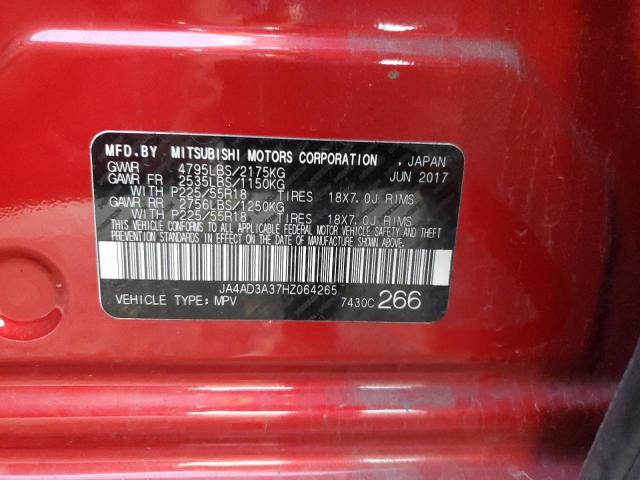 MFD.BY MITSUBISHI MOTORS CORPORATION , JAPAN
GVWR 4795LBS/2175KG JUN 2017
GAWR FR 2535LBS/1150KG
WITH P225/55R18 TIRES 18X7.0J RIMS
GAWR RR 2756LBS/1250KG
WITH P225/55R18 TIRES 18X7.0J RIMS
THIS VEHICLE CONFORMS TO ALL APPLICABLE FEDERAL MOTOR VEHICLE SAFETY, BUMPER, AND THEFT
PREVENTION STANDARDS IN EFFECT ON THE DATE OF MANUFACTURE SHOWN ABOVE.
JA4AD3A37HZ064265
VEHICLE TYPE: MPV 7430C 266